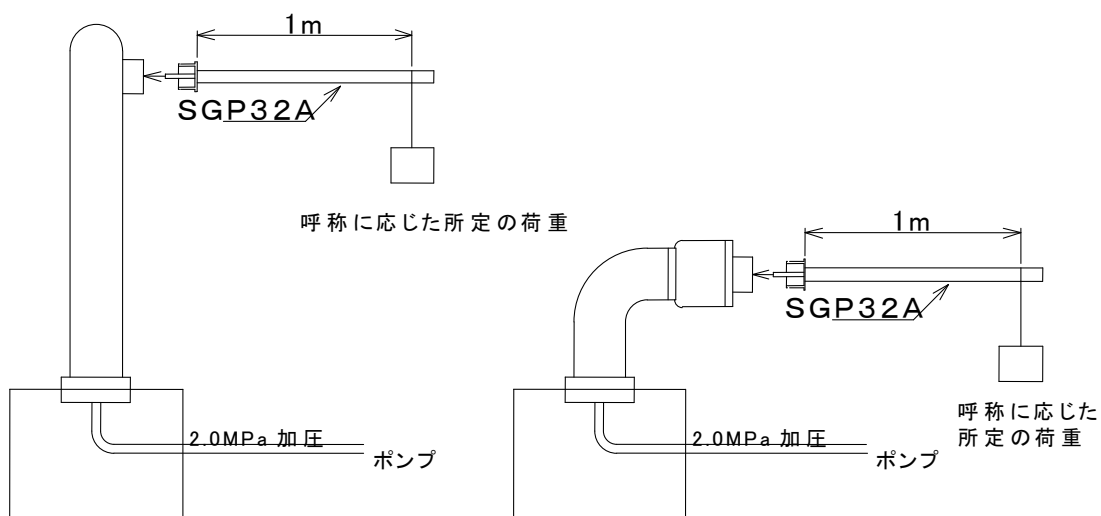 1m
SGP32A
呼称に応じた所定の荷重
2.0MPa 加圧
ポンプ
1m
SGP32A
呼称に応じた
所定の荷重
2.0MPa 加圧
ポンプ